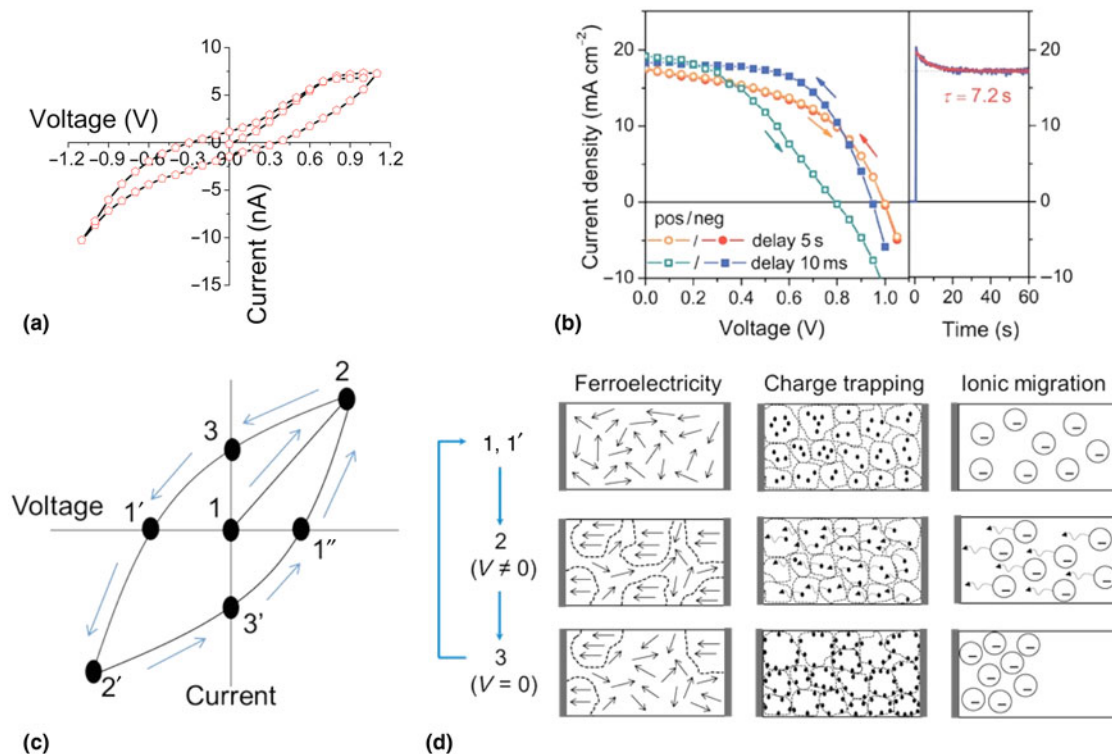 10
5
0
−5
−10
−15
Voltage (V)
−1.2 −0.9 −0.6 −0.3 0.0 0.3 0.6 0.9 1.2
Current (nA)
(a)
Current density (mA cm−2)
20
10
0
−10
pos/neg
/ delay 5 s
/ delay 10 ms
0.0 0.2 0.4 0.6 0.8 1.0
Voltage (V)
τ = 7.2 s
20
10
0
−10
0 20 40 60
Time (s)
(b)
2
3
Voltage
1′
1
1″
3′
2′
Current
(c)
Ferroelectricity Charge trapping Ionic migration
1, 1′
2
(V ≠ 0)
3
(V = 0)
(d)